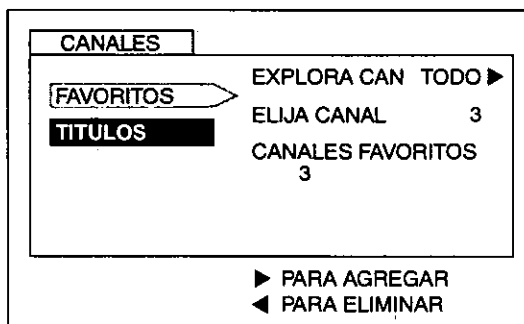 CANALES
FAVORITOS
TITULOS
EXPLORA CAN TODO ▶
ELIJA CANAL 3
CANALES FAVORITOS
3
▶ PARA AGREGAR
◀ PARA ELIMINAR